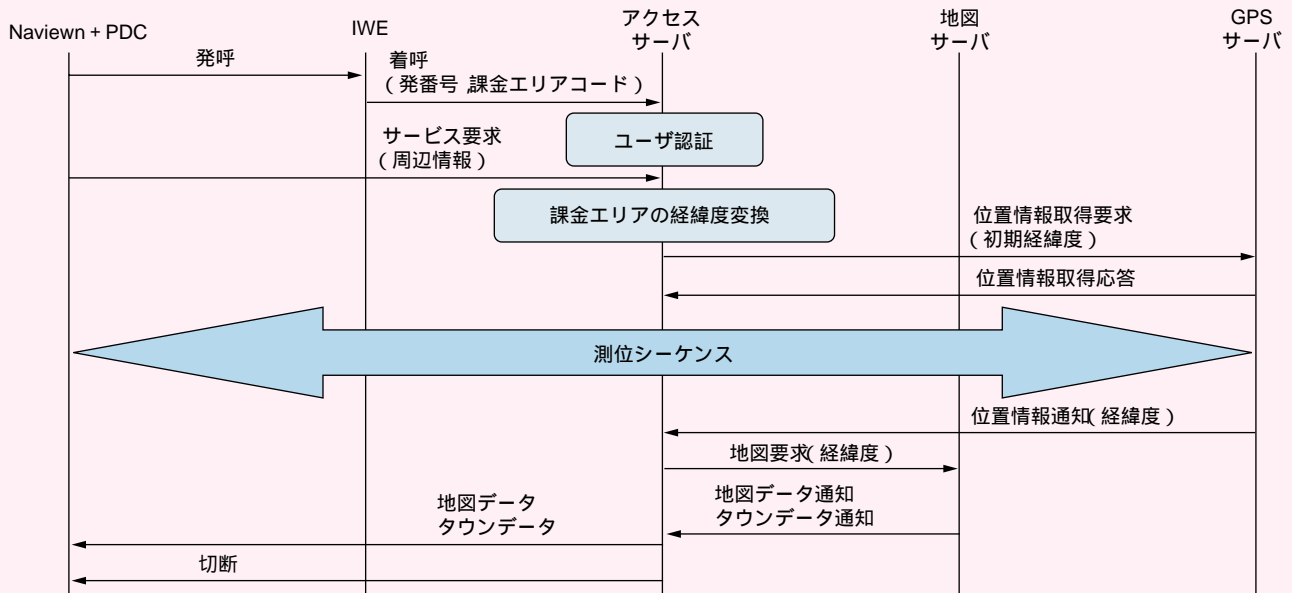 Naviewn + PDC
IWE
アクセス
サーバ
地図
サーバ
GPS
サーバ
発呼
着呼
(発番号,課金エリアコード)
ユーザ認証
サービス要求
(周辺情報)
課金エリアの経緯度変換
位置情報取得要求
(初期経緯度)
位置情報取得応答
測位シーケンス
位置情報通知(経緯度)
地図要求(経緯度)
地図データ通知
タウンデータ通知
地図データ
タウンデータ
切断